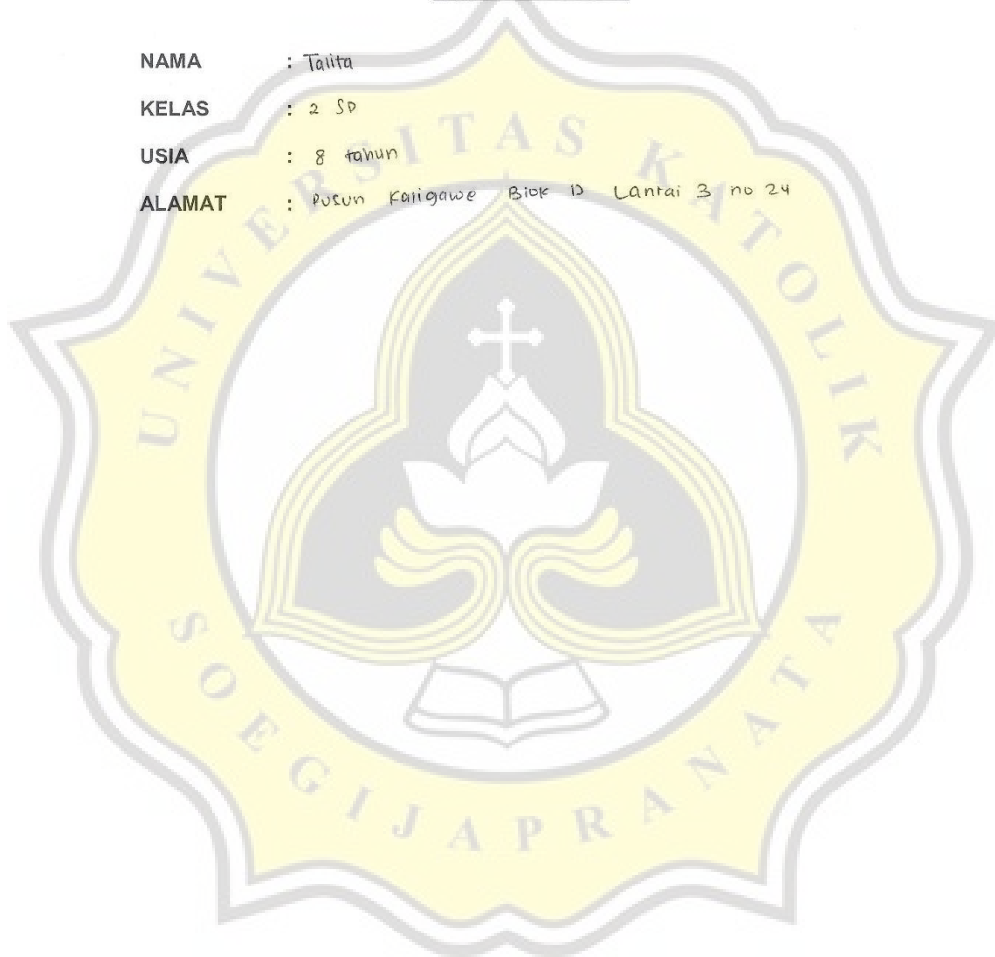 NAMA : Talita
KELAS : 2 SD
USIA : 8 tahun
ALAMAT : Rusun Kaligawe Blok D Lantai 3 no 24
UNIVERSITAS KATOLIK
SOEGIJAPRANATA